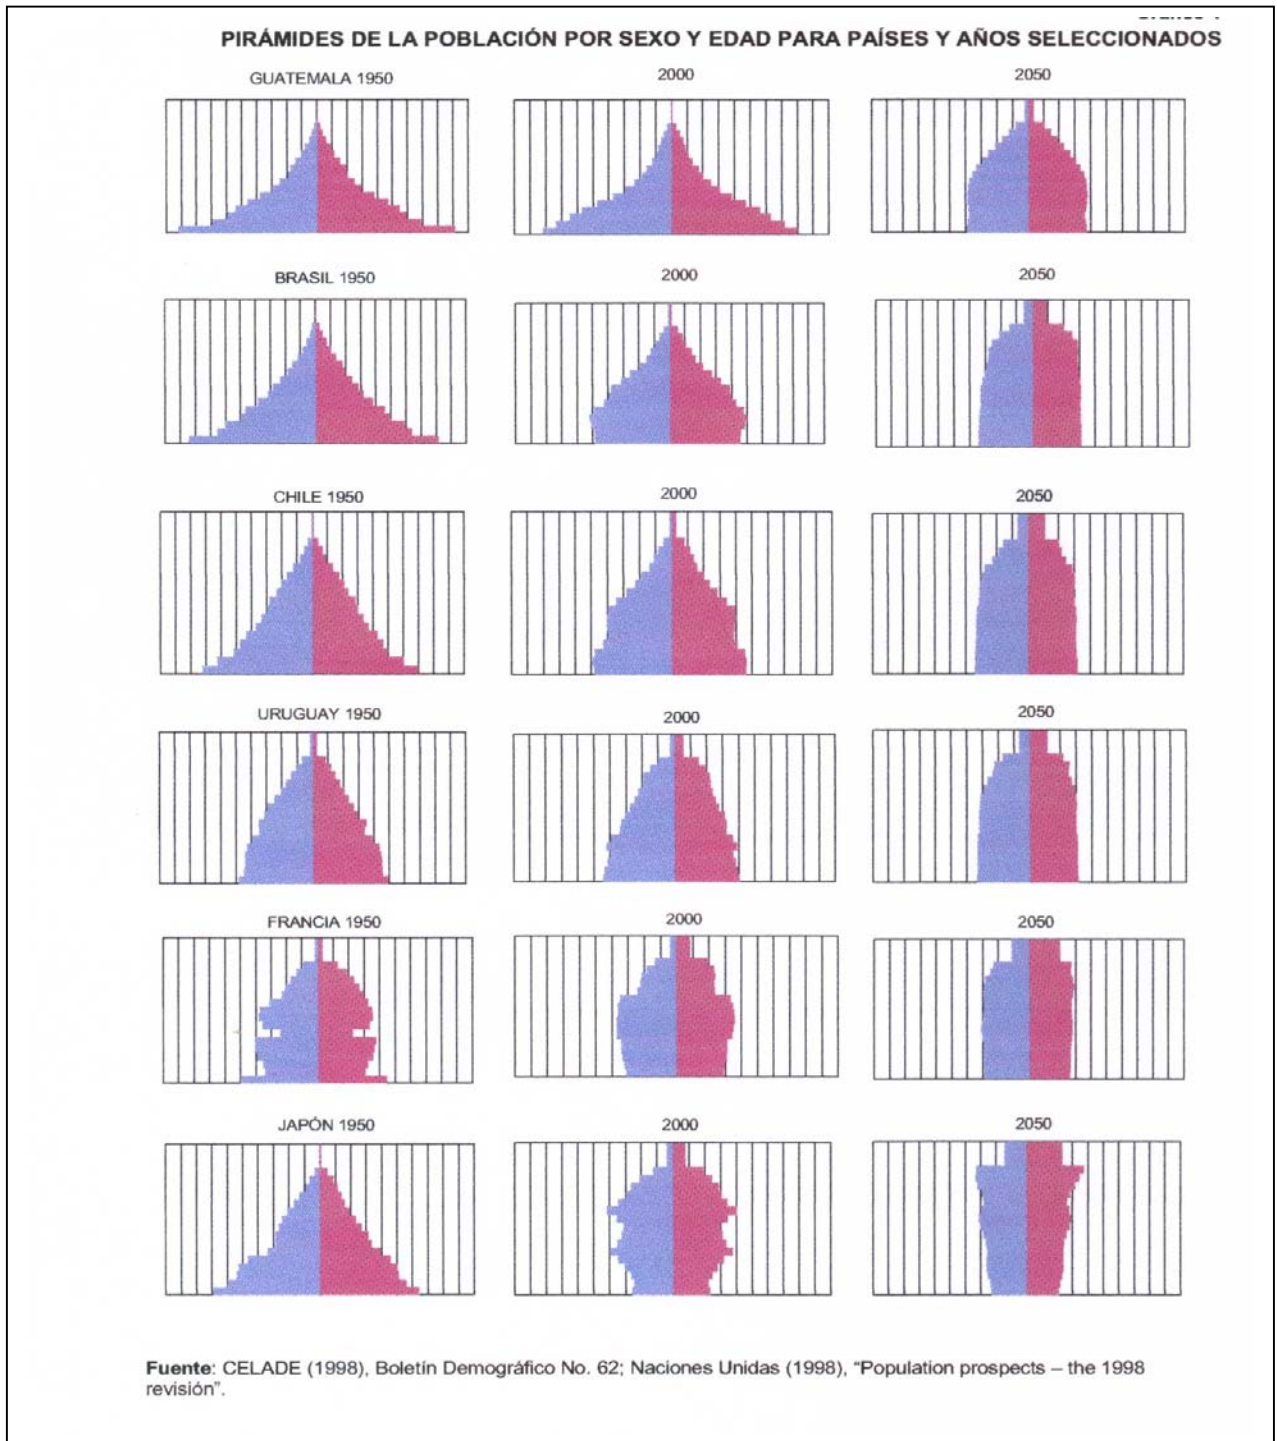 PIRÁMIDES DE LA POBLACIÓN POR SEXO Y EDAD PARA PAÍSES Y AÑOS SELECCIONADOS
GUATEMALA 1950
2000
2050
BRASIL 1950
2000
2050
CHILE 1950
2000
2050
URUGUAY 1950
2000
2050
FRANCIA 1950
2000
2050
JAPÓN 1950
2000
2050
Fuente: CELADE (1998), Boletín Demográfico No. 62; Naciones Unidas (1998), “Population prospects – the 1998
revisión”.